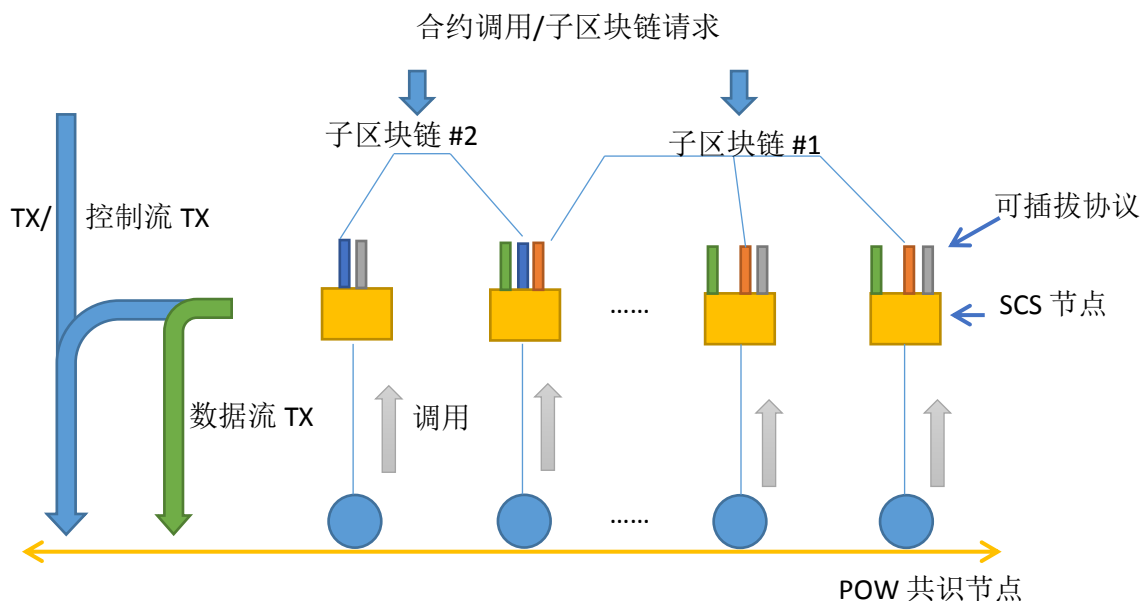 合约调用/子区块链请求
子区块链 #2
子区块链 #1
TX/
控制流 TX
可插拔协议
SCS 节点
……
数据流 TX
调用
……
POW 共识节点